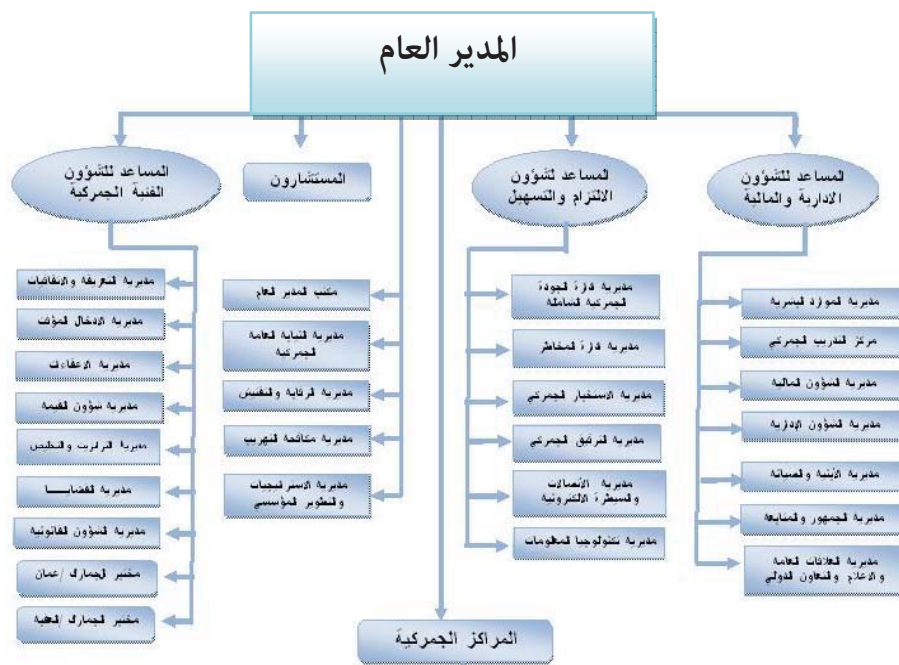 المدير العام
المساعد للشؤون
الادارية والمالية
المساعد لشؤون
الالتزام والتسهيل
المستشارون
المساعد للشؤون
الفنية الجمركية
مديرية الموارد البشرية
مركز التدريب الجمركي
مديرية الشؤون المالية
مديرية الشؤون الإدارية
مديرية الأبنية والصيانة
مديرية الجمهور والمتابعة
مديرية العلاقات العامة
والاعلام والتعاون الدولي
مديرية ادارة الجودة
الجمركية الشاملة
مديرية ادارة المخاطر
مديرية الاستخبار الجمركي
مديرية الترفيق الجمركي
مديرية الاتصالات
والسيطرة الالكترونية
مديرية تكنولوجيا المعلومات
مكتب المدير العام
مديرية النيابة العامة
الجمركية
مديرية الرقابة والتفتيش
مديرية مكافحة التهريب
مديرية الاستراتيجيات
والتطوير المؤسسي
مديرية التعريفة والاتفاقيات
مديرية الادخال المؤقت
مديرية الاعفاءات
مديرية شؤون القيمة
مديرية الترانزيت والتخليص
مديرية القضايـــا
مديرية الشؤون القانونية
مختبر الجمارك /عمان
مختبر الجمارك /العقبة
المراكز الجمركية